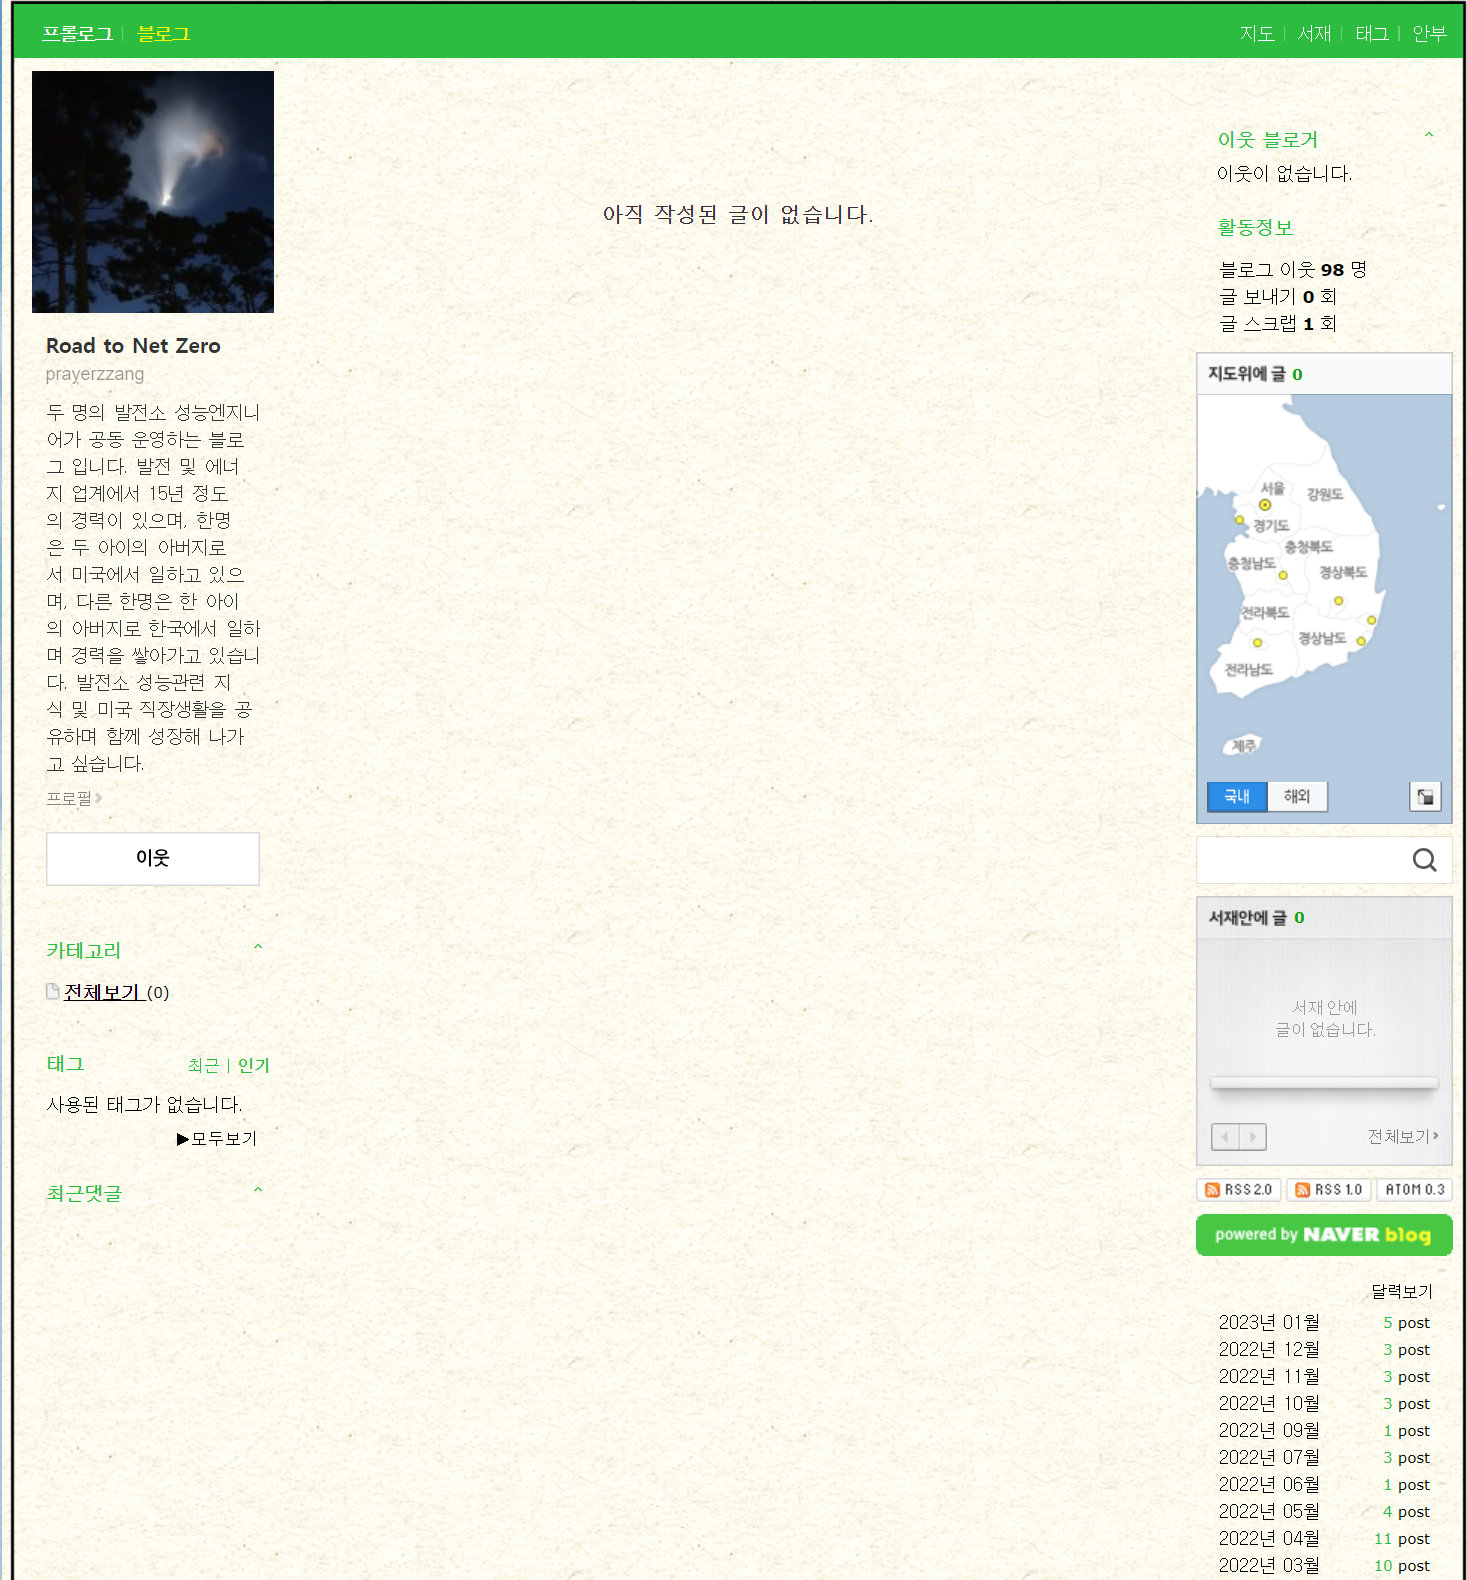 프롤로그 | 블로그
지도 | 서재 | 태그 | 안부
Road to Net Zero
prayerzzang
두 명의 발전소 성능엔지니
어가 공동 운영하는 블로
그 입니다. 발전 및 에너
지 업계에서 15년 정도
의 경력이 있으며, 한명
은 두 아이의 아버지로
서 미국에서 일하고 있으
며, 다른 한명은 한 아이
의 아버지로 한국에서 일하
며 경력을 쌓아가고 있습니
다. 발전소 성능관련 지
식 및 미국 직장생활을 공
유하며 함께 성장해 나가
고 싶습니다.
프로필
이웃
카테고리
전체보기 (0)
태그
최근 | 인기
사용된 태그가 없습니다.
▶모두보기
최근댓글
아직 작성된 글이 없습니다.
이웃 블로거
이웃이 없습니다.
활동정보
블로그 이웃 98 명
글 보내기 0 회
글 스크랩 1 회
지도위에 글 0
서울
강원도
경기도
충청북도
충청남도
경상북도
전라북도
경상남도
전라남도
제주
국내 해외
서재안에 글 0
서재 안에
글이 없습니다.
전체보기
RSS 2.0 RSS 1.0 ATOM 0.3
powered by NAVER blog
달력보기
2023년 01월 5 post
2022년 12월 3 post
2022년 11월 3 post
2022년 10월 3 post
2022년 09월 1 post
2022년 07월 3 post
2022년 06월 1 post
2022년 05월 4 post
2022년 04월 11 post
2022년 03월 10 post